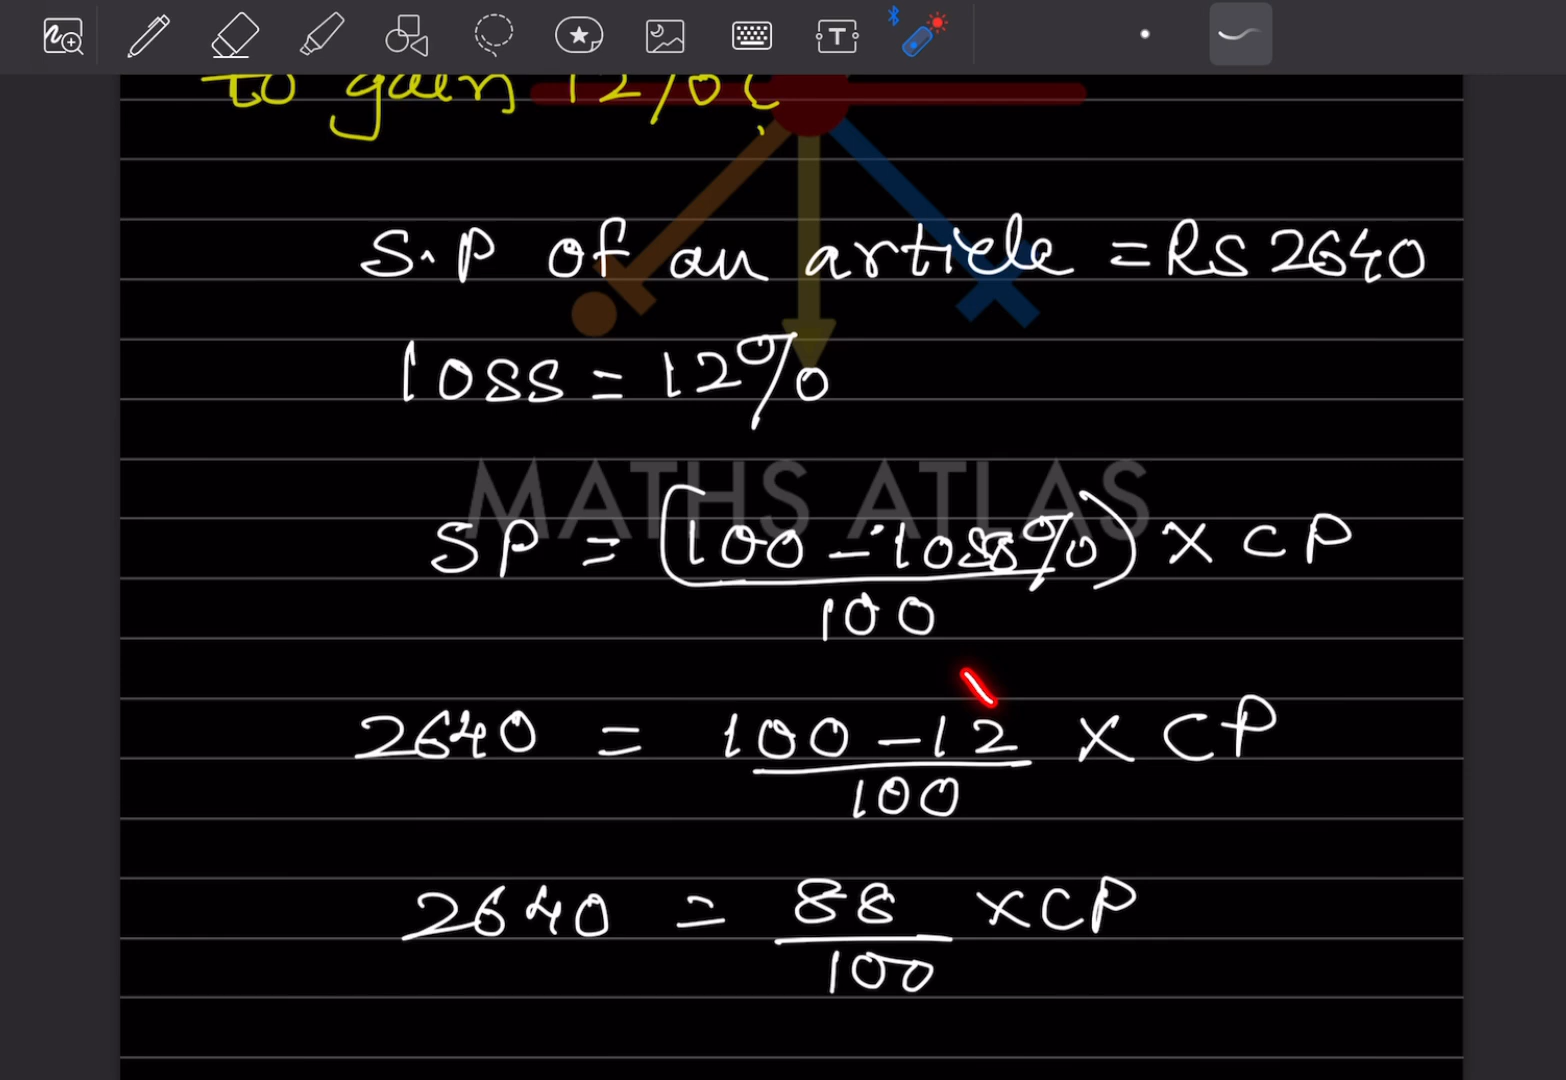 to gain 12%?
S.P of an article = RS 2640
loss = 12%
MATHS ATLAS
SP = (100 - loss%) x CP
100
2640 = 100 - 12 x CP
100
2640 = 88 x CP
100